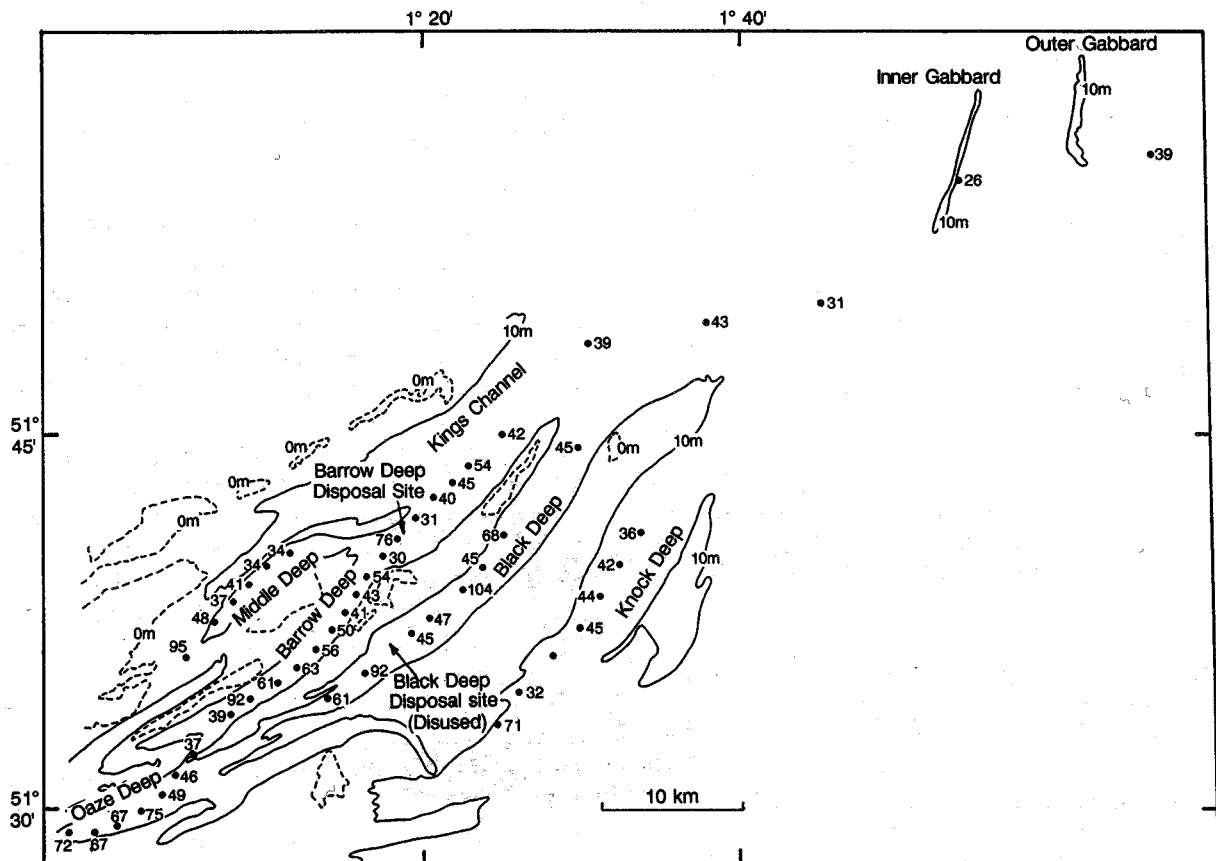 1° 20'
1° 40'
Outer Gabbard
Inner Gabbard
10m
39
26
10m
31
43
10m
39
0m
Kings Channel
51°
45'
42
0m
45
0m
10m
54
Barrow Deep
Disposal Site
0m
45
40
0m
31
76
68
Black Deep
36
10m
34
30
34
45
42
Knock Deep
41
Middle Deep
54
104
37
43
44
48
Barrow Deep
41
47
0m
50
45
45
95
56
63
92
Black Deep
Disposal site
(Disused)
61
32
92
61
39
71
37
Oaze Deep
46
49
51°
30'
10 km
75
67
72
67